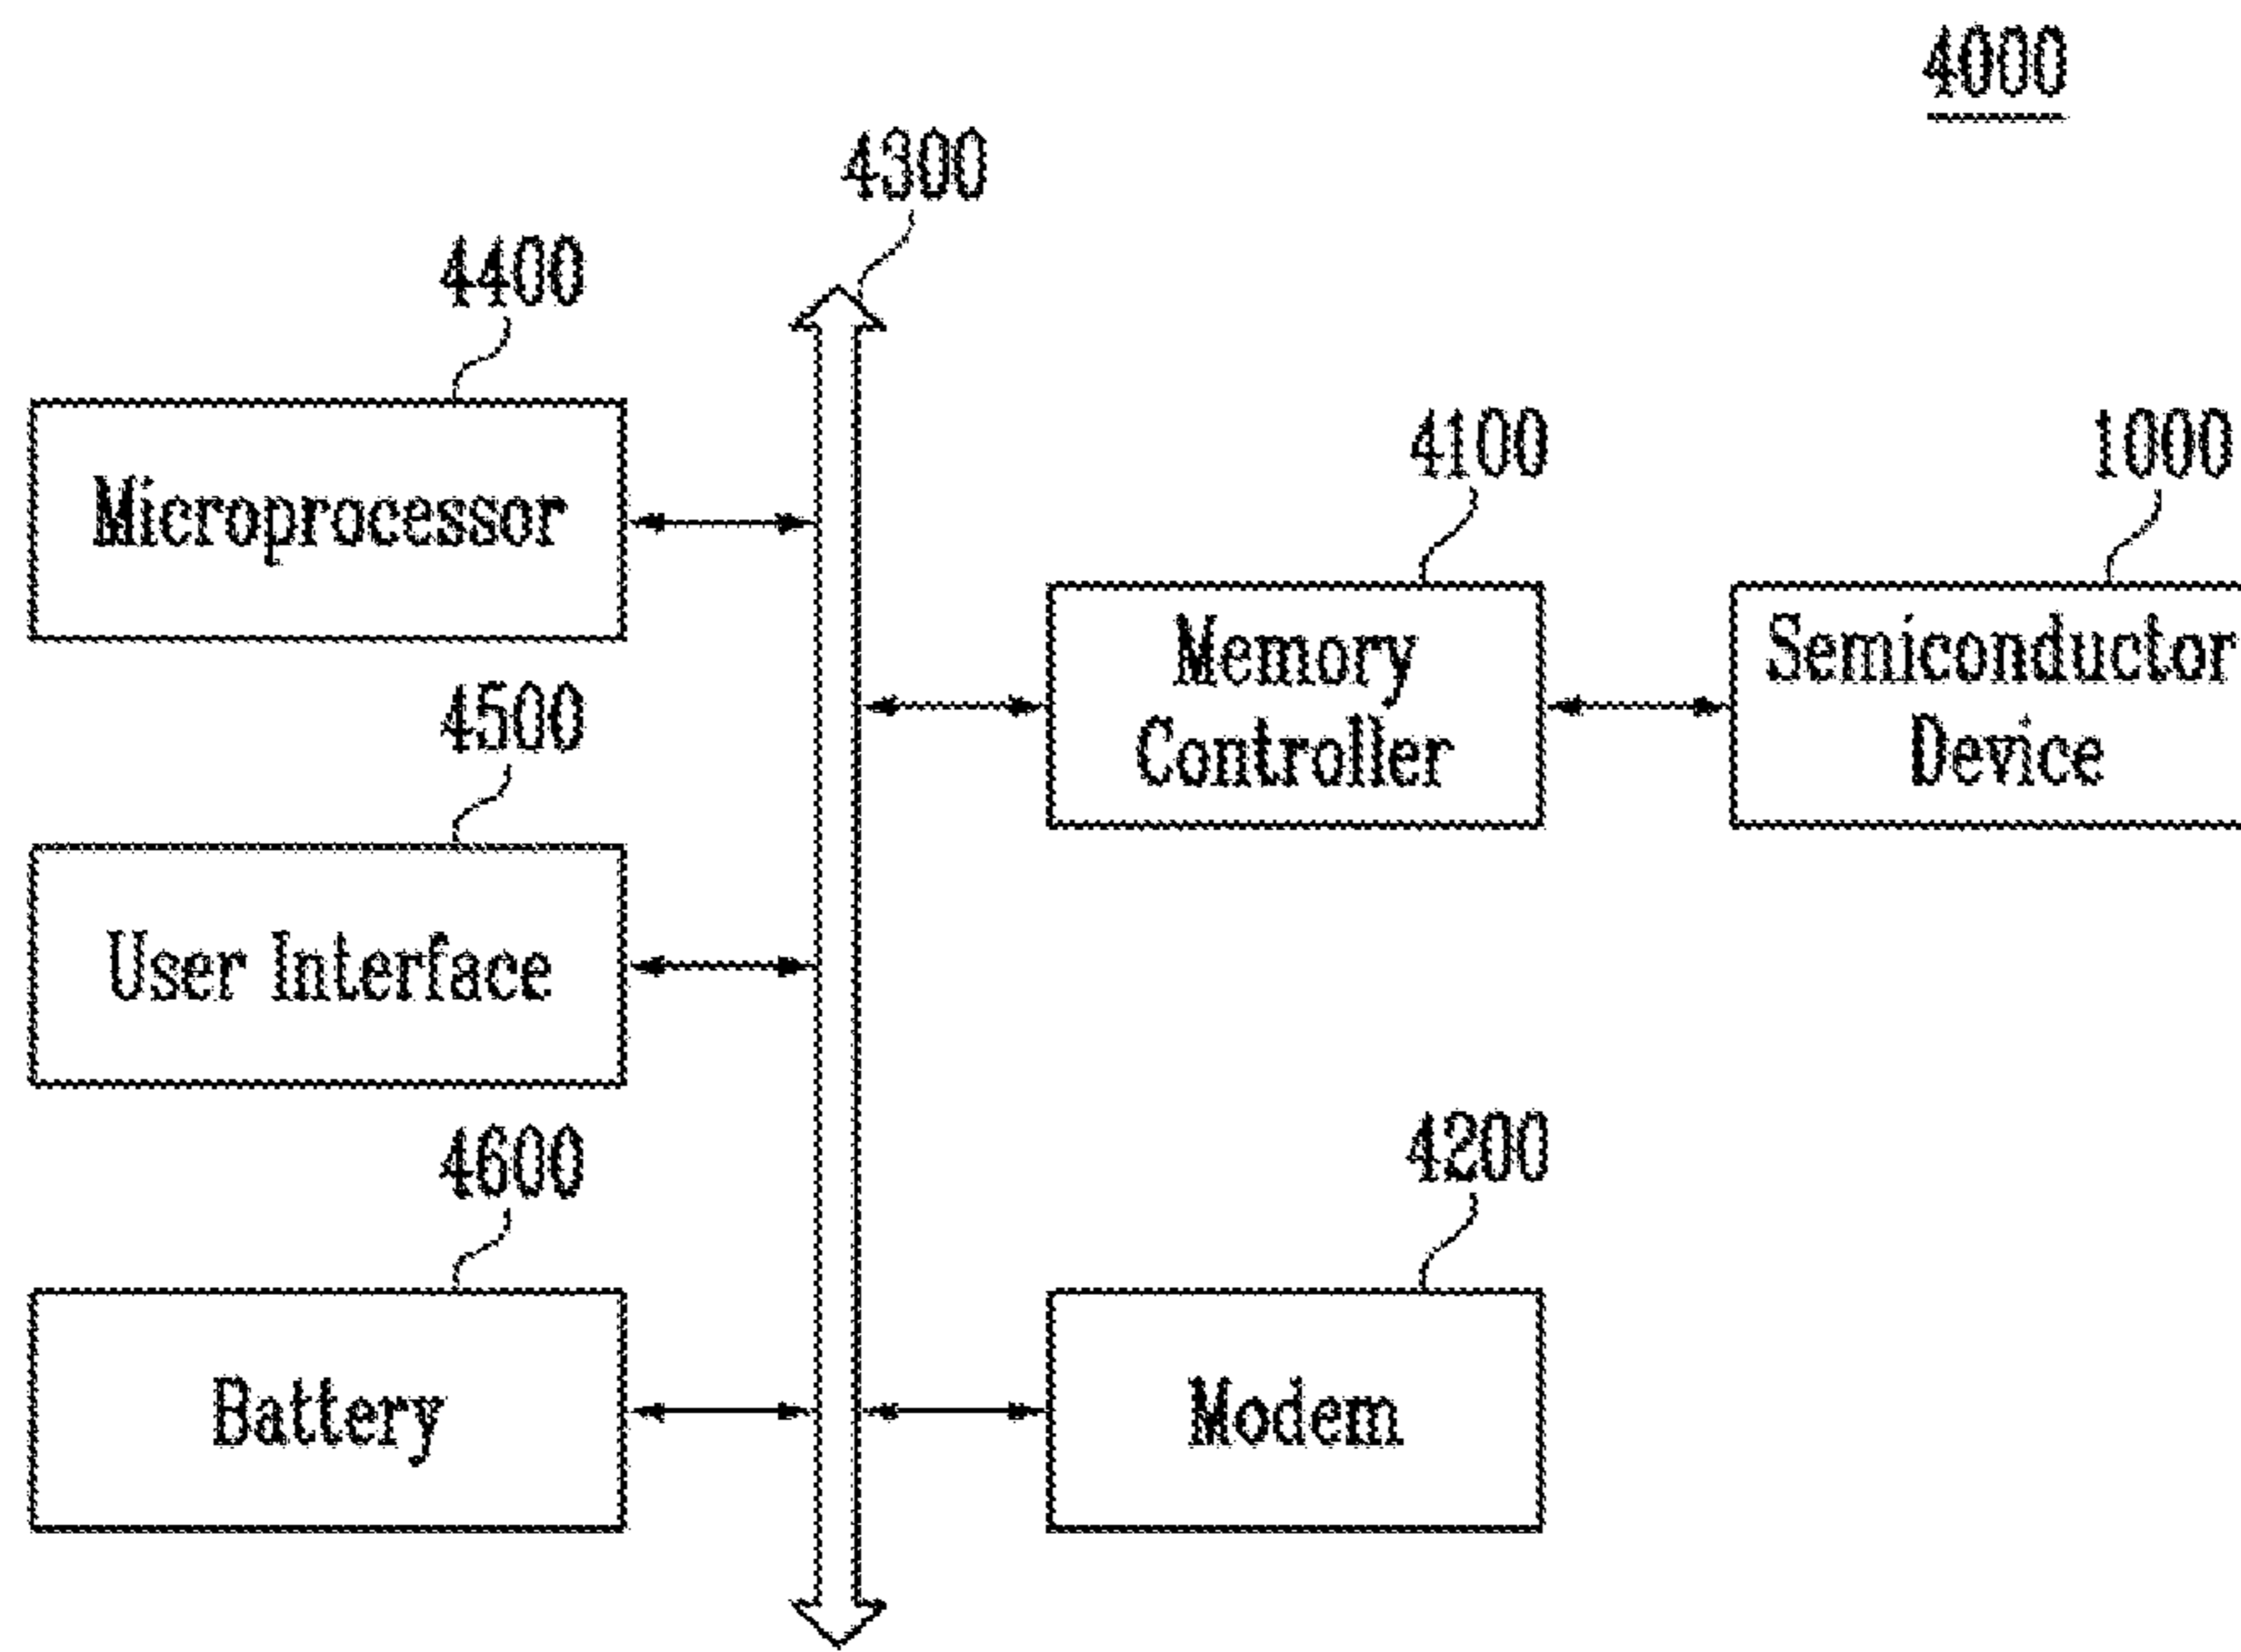 4000
4300
4400
Microprocessor
4100
1000
Memory
Controller
Semiconductor
Device
4500
User Interface
4600
Battery
4200
Modem